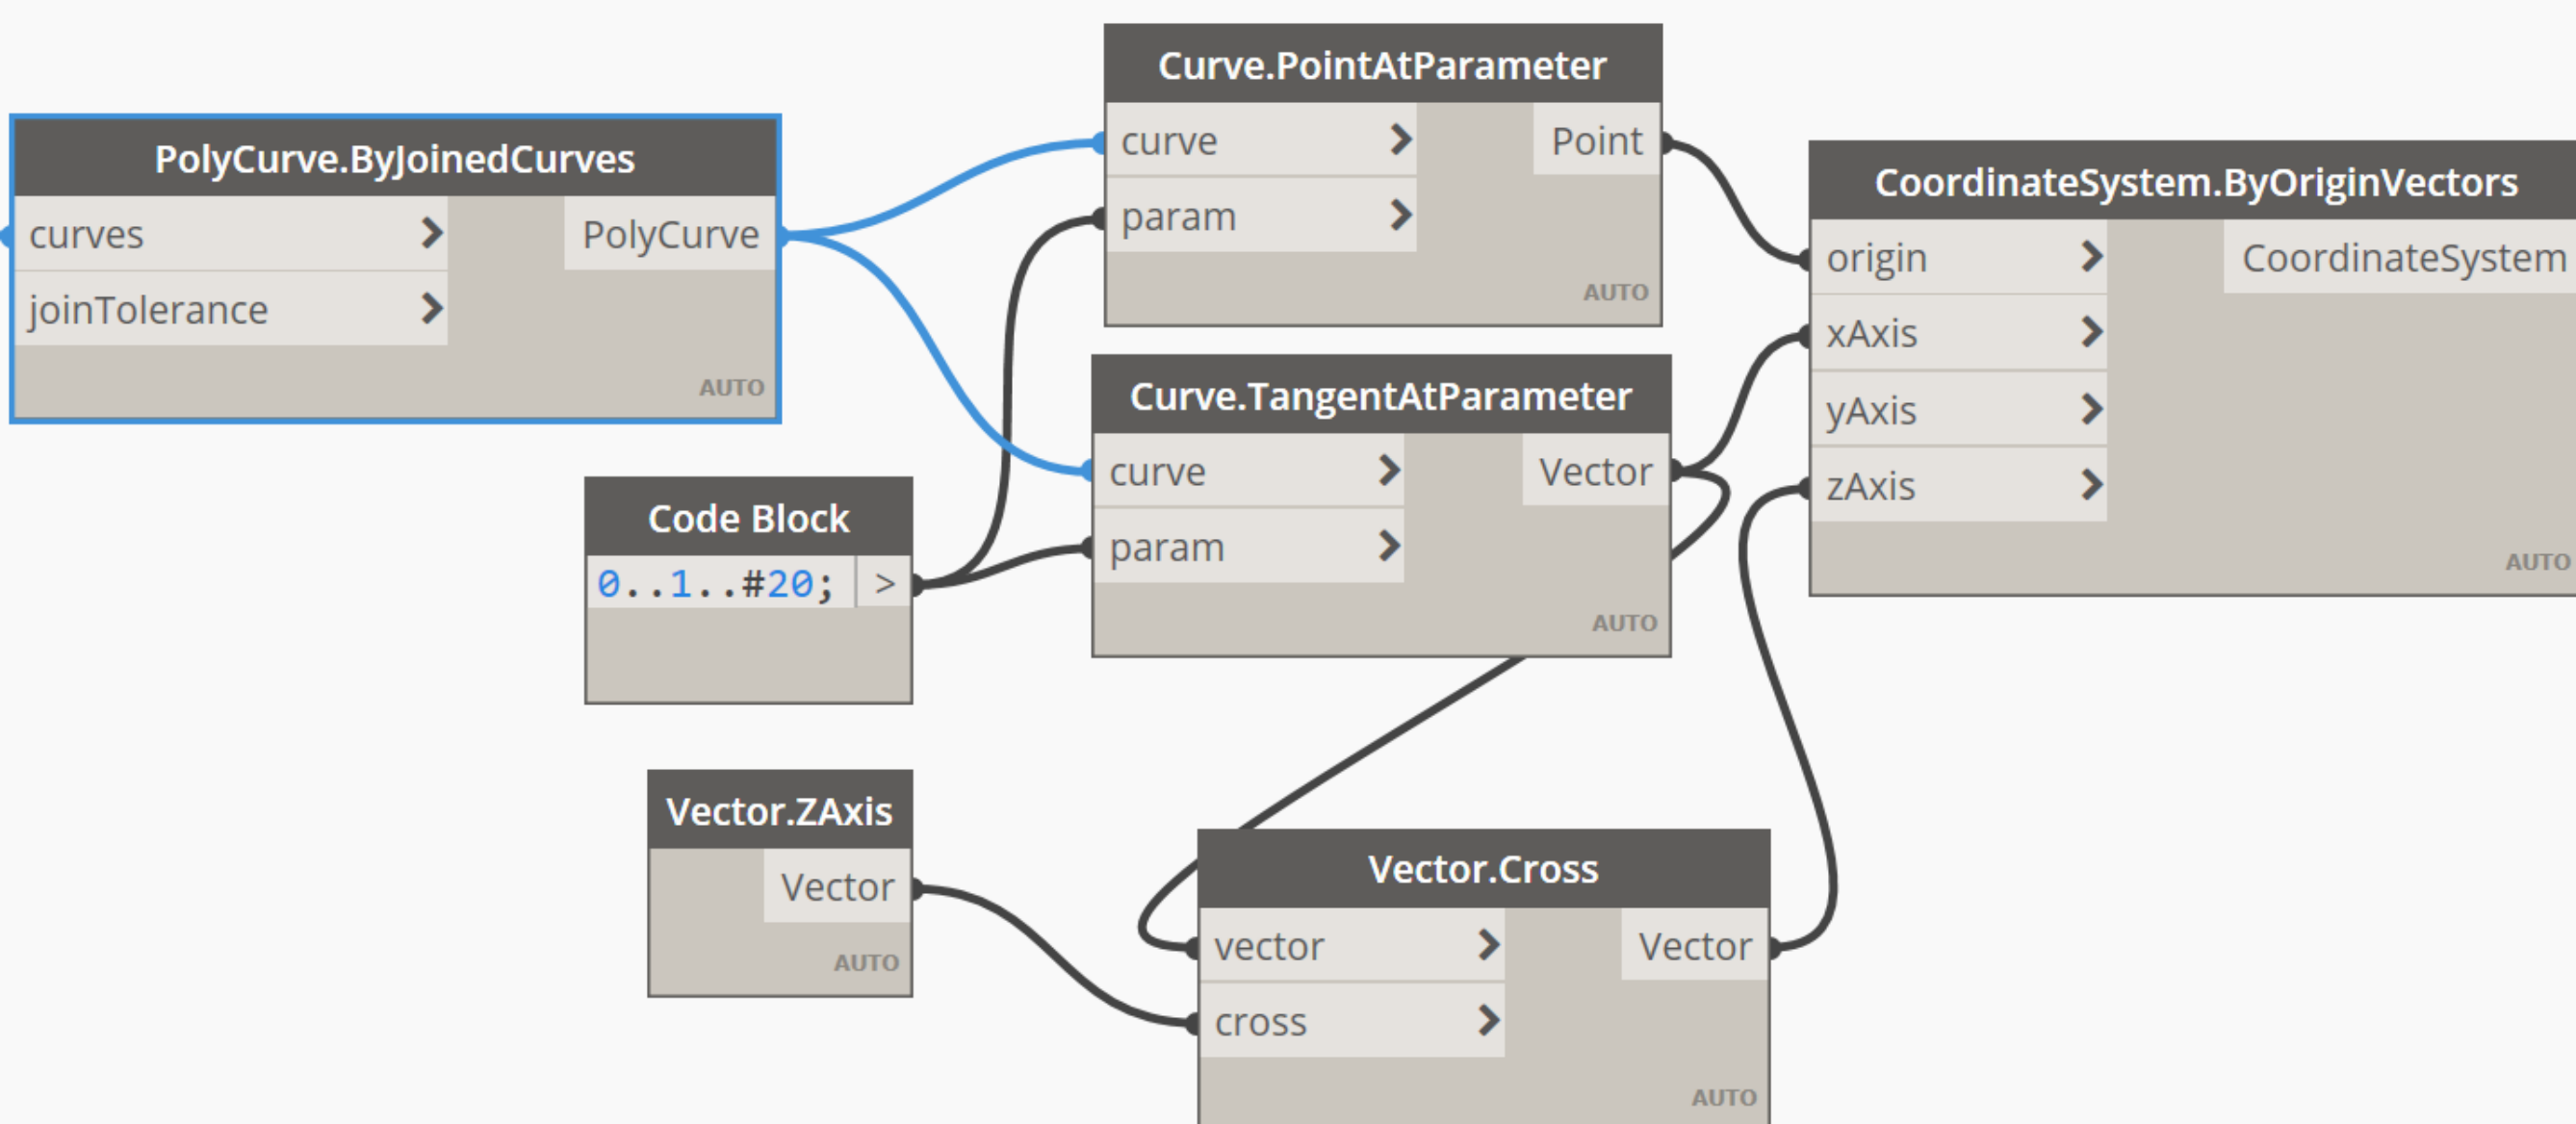 PolyCurve.ByJoinedCurves
curves > PolyCurve
joinTolerance >
AUTO
Code Block
0..1..#20; >
Vector.ZAxis
Vector
AUTO
Curve.PointAtParameter
curve > Point
param >
AUTO
Curve.TangentAtParameter
curve > Vector
param >
AUTO
Vector.Cross
vector > Vector
cross >
AUTO
CoordinateSystem.ByOriginVectors
origin > CoordinateSystem
xAxis >
yAxis >
zAxis >
AUTO